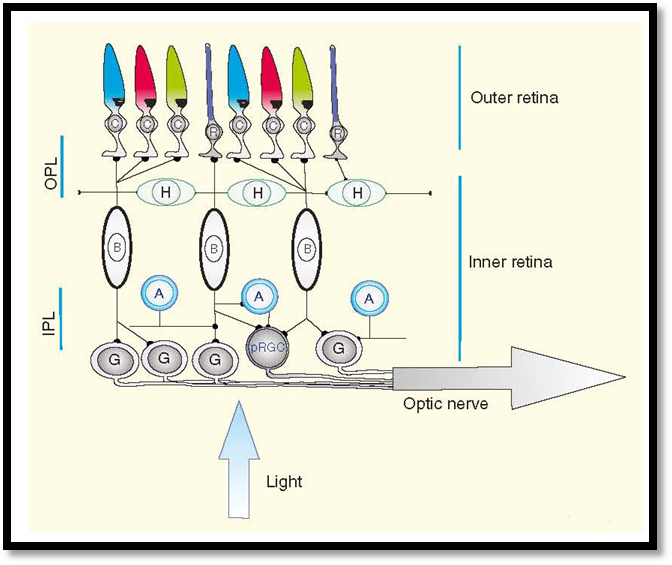 C C C R C C C R
Outer retina
OPL
H H H
B B B
Inner retina
IPL
A A A
G G G pRGC G
Optic nerve
Light